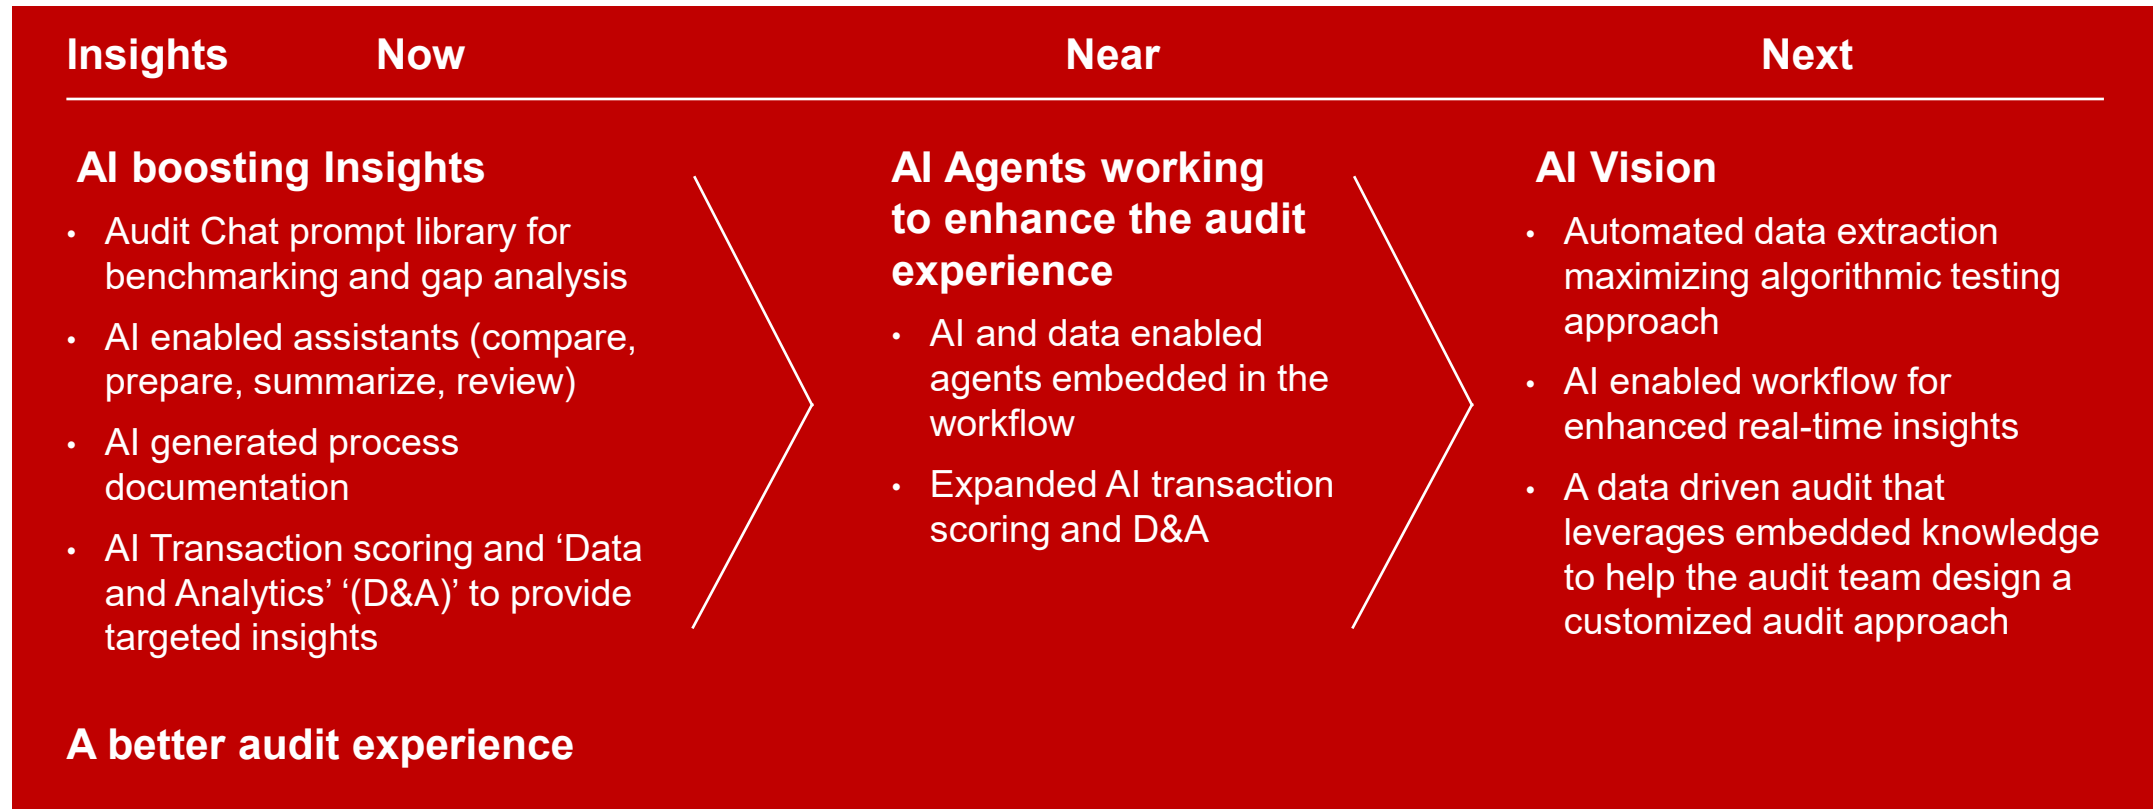 Insights Now Near Next
AI boosting Insights
• Audit Chat prompt library for
benchmarking and gap analysis
• AI enabled assistants (compare,
prepare, summarize, review)
• AI generated process
documentation
• AI Transaction scoring and ‘Data
and Analytics’ ‘(D&A)’ to provide
targeted insights
AI Agents working
to enhance the audit
experience
• AI and data enabled
agents embedded in the
workflow
• Expanded AI transaction
scoring and D&A
AI Vision
• Automated data extraction
maximizing algorithmic testing
approach
• AI enabled workflow for
enhanced real-time insights
• A data driven audit that
leverages embedded knowledge
to help the audit team design a
customized audit approach
A better audit experience